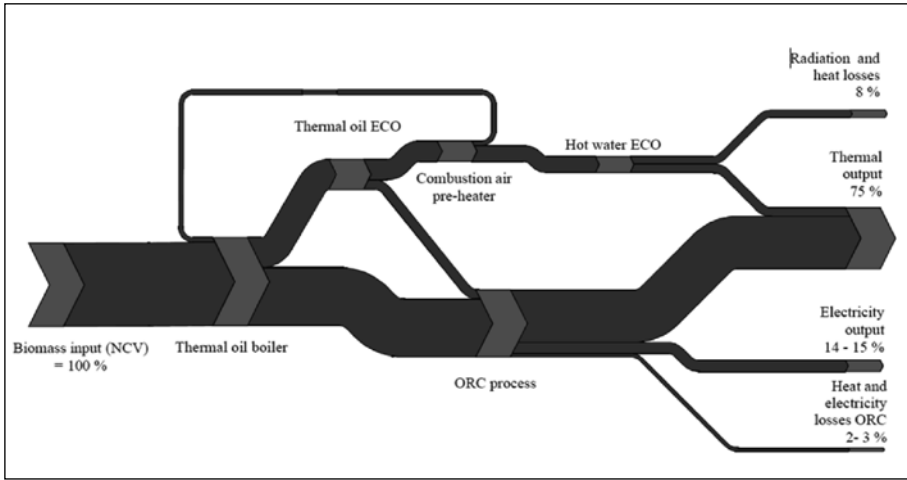 Radiation and
heat losses
8 %
Thermal oil ECO
Hot water ECO
Thermal
output
75 %
Combustion air
pre-heater
Electricity
output
14 - 15 %
Biomass input (NCV)
= 100 %
Thermal oil boiler
ORC process
Heat and
electricity
losses ORC
2- 3 %